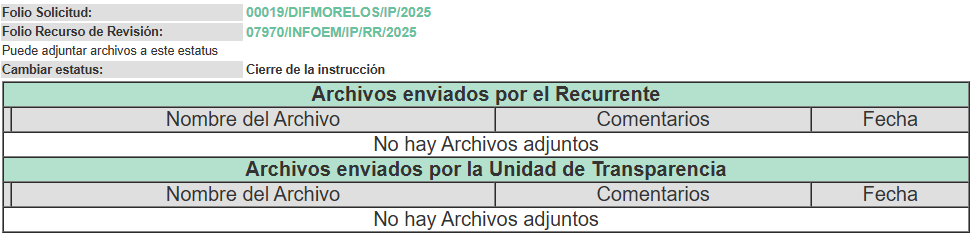 Folio Solicitud: 00019/DIFMORELOS/IP/2025
Folio Recurso de Revisión: 07970/INFOEM/IP/RR/2025
Puede adjuntar archivos a este estatus
Cambiar estatus: Cierre de la instrucción
Archivos enviados por el Recurrente
Nombre del Archivo Comentarios Fecha
No hay Archivos adjuntos
Archivos enviados por la Unidad de Transparencia
Nombre del Archivo Comentarios Fecha
No hay Archivos adjuntos